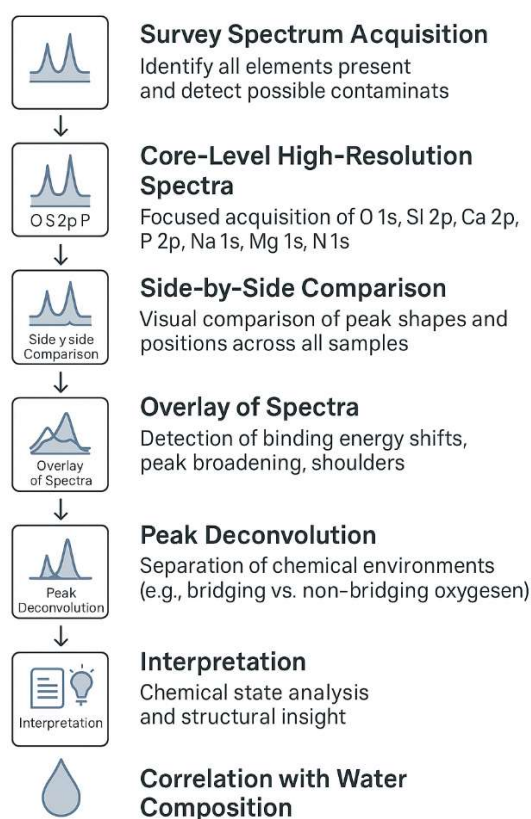 Survey Spectrum Acquisition
Identify all elements present
and detect possible contaminats
Core-Level High-Resolution
Spectra
O S2p P
Focused acquisition of O 1s, Sl 2p, Ca 2p,
P 2p, Na 1s, Mg 1s, N 1s
Side-by-Side Comparison
Side y side
Comparison
Visual comparison of peak shapes and
positions across all samples
Overlay of Spectra
Overlay
of Spectra
Detection of binding energy shifts,
peak broadening, shoulders
Peak Deconvolution
Peak
Deconvolution
Separation of chemical environments
(e.g., bridging vs. non-bridging oxygesen)
Interpretation
Interpretation
Chemical state analysis
and structural insight
Correlation with Water
Composition